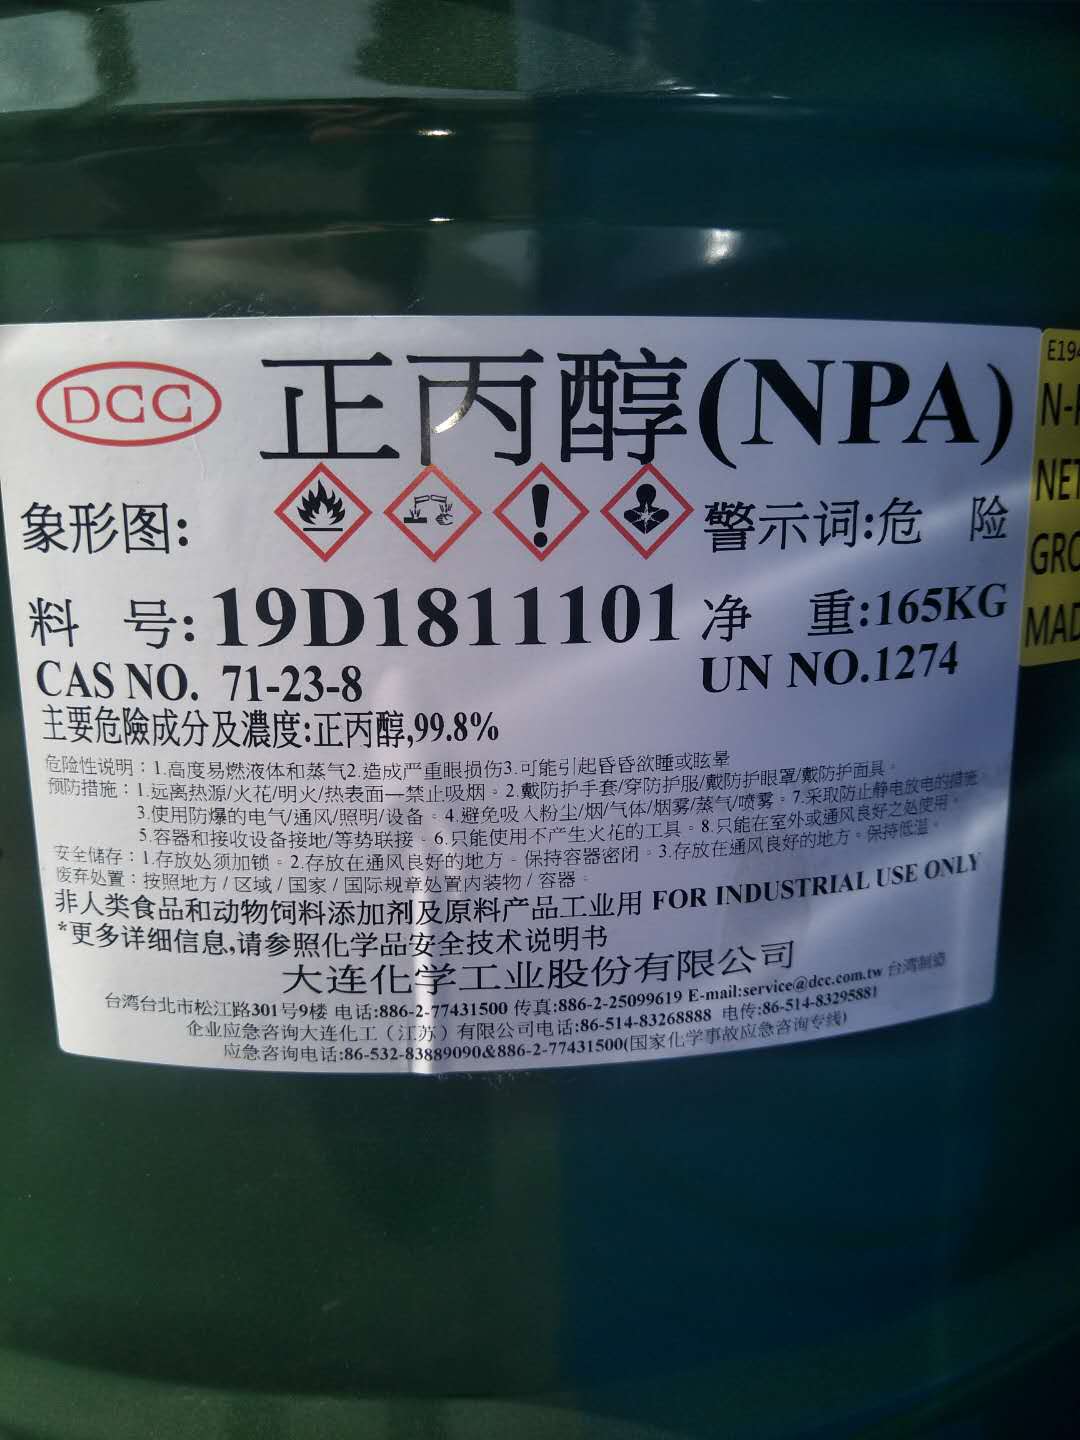 DCC 正丙醇(NPA)
象形图: 警示词:危 险
料 号:19D1811101 净 重:165KG
CAS NO. 71-23-8 UN NO.1274
主要危險成分及濃度:正丙醇,99.8%
危险性说明：1.高度易燃液体和蒸气2.造成严重眼损伤3.可能引起昏昏欲睡或眩晕
预防措施：1.远离热源/火花/明火/热表面一禁止吸烟。2.戴防护手套/穿防护服/戴防护眼罩/戴防护面具。
3.使用防爆的电气/通风/照明/设备。4.避免吸入粉尘/烟/气体/烟雾/蒸气/喷雾。7.采取防止静电放电的措施
5.容器和接收设备接地/等势联接。6.只能使用不产生火花的工具。8.只能在室外或通风良好之处使用。
安全储存：1.存放处须加锁。2.存放在通风良好的地方。保持容器密闭。3.存放在通风良好的地方。保持低温。
废弃处置：按照地方/区域/国家/国际规章处置内装物/容器。
非人类食品和动物饲料添加剂及原料产品工业用 FOR INDUSTRIAL USE ONLY
*更多详细信息,请参照化学品安全技术说明书
大连化学工业股份有限公司
台湾台北市松江路301号9楼 电话:886-2-77431500 传真:886-2-25099619 E-mail:service@dcc.com.tw 台湾制造
企业应急咨询大连化工（江苏）有限公司电话:86-514-83268888 电传:86-514-83295881
应急咨询电话:86-532-83889090&886-2-77431500(国家化学事故应急咨询专线)
E194
N-
NET
GRO
MAD